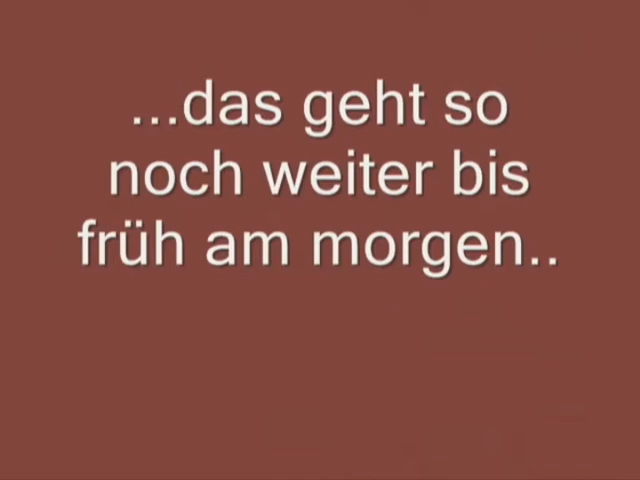 ...das geht so
noch weiter bis
früh am morgen..